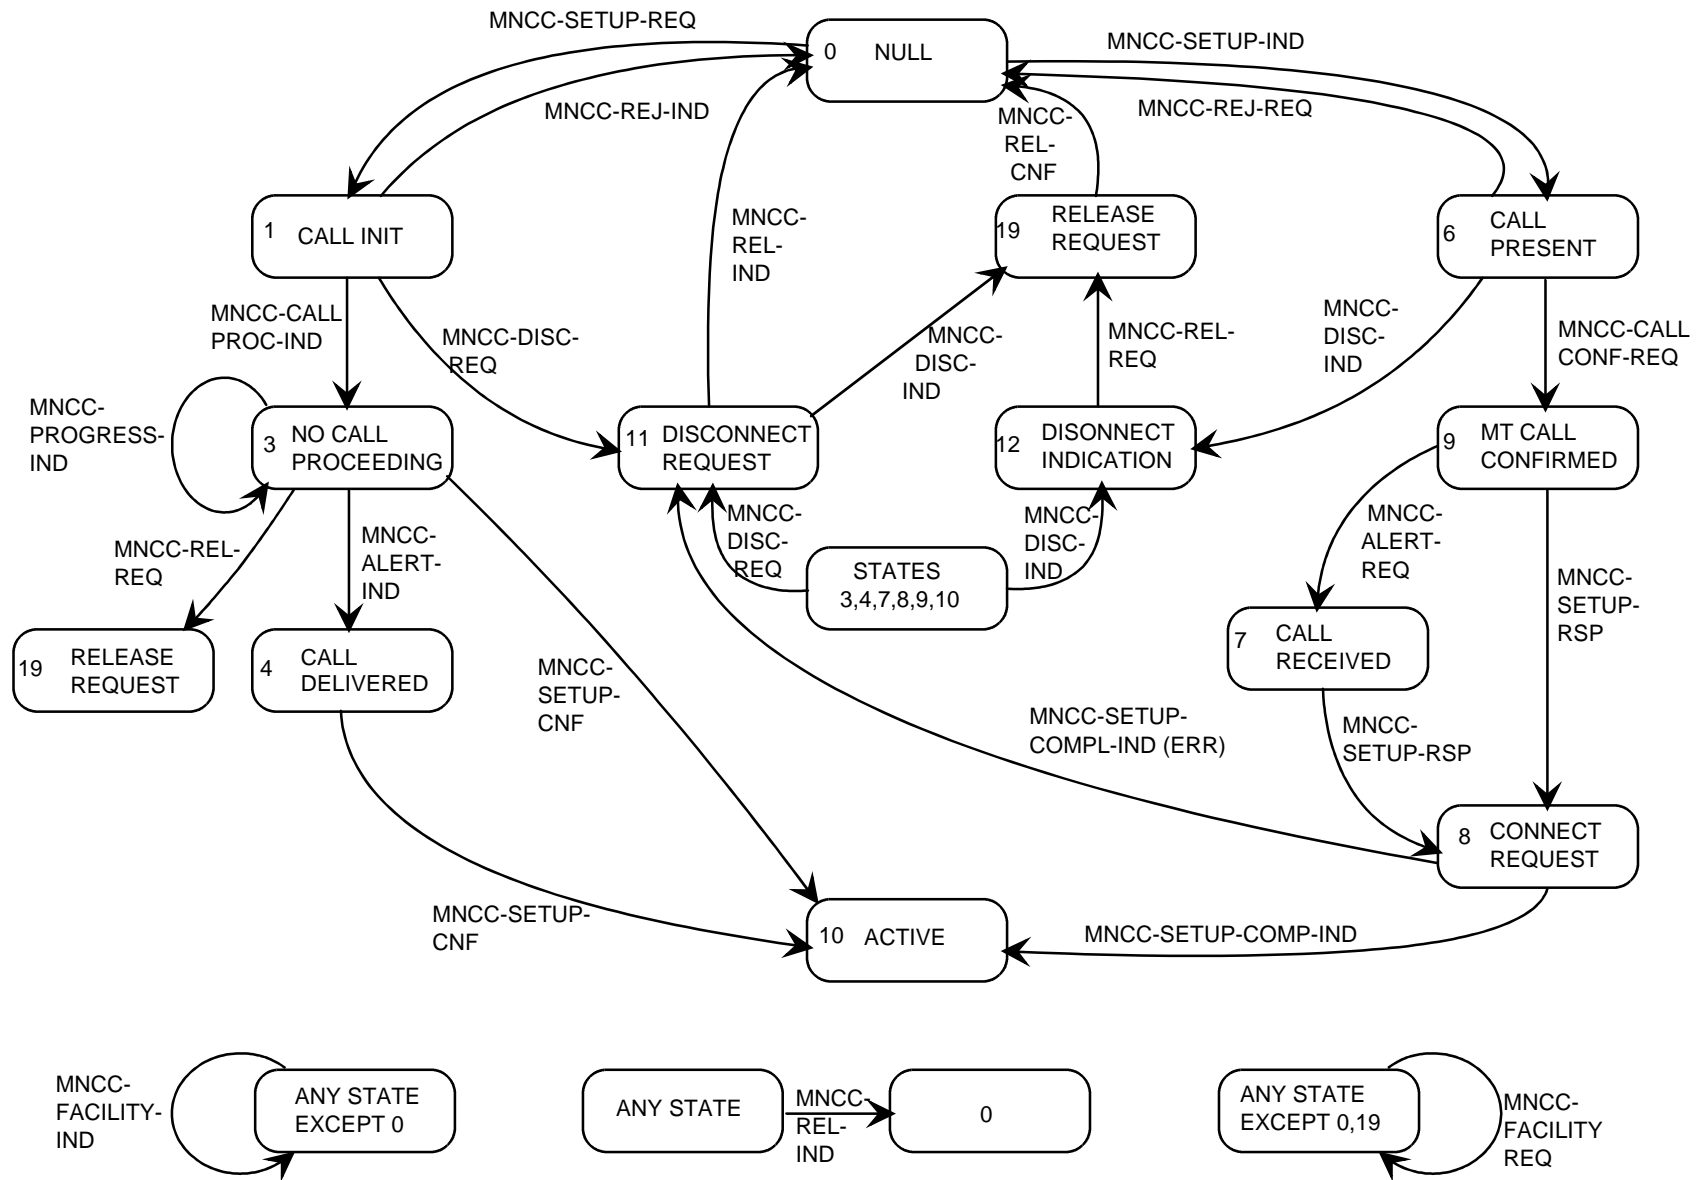 MNCC-SETUP-REQ
0 NULL
MNCC-SETUP-IND
MNCC-REJ-IND
MNCC-
REL-
CNF
MNCC-REJ-REQ
1 CALL INIT
MNCC-
REL-
IND
19 RELEASE
REQUEST
6 CALL
PRESENT
MNCC-CALL
PROC-IND
MNCC-DISC-
REQ
MNCC-
DISC-
IND
MNCC-REL-
REQ
MNCC-
DISC-
IND
MNCC-CALL
CONF-REQ
MNCC-
PROGRESS-
IND
3 NO CALL
PROCEEDING
11 DISCONNECT
REQUEST
12 DISONNECT
INDICATION
9 MT CALL
CONFIRMED
MNCC-REL-
REQ
MNCC-
ALERT-
IND
MNCC-
DISC-
REQ
STATES
3,4,7,8,9,10
MNCC-
DISC-
IND
MNCC-
ALERT-
REQ
MNCC-
SETUP-
RSP
19 RELEASE
REQUEST
4 CALL
DELIVERED
MNCC-
SETUP-
CNF
7 CALL
RECEIVED
MNCC-SETUP-
COMPL-IND (ERR)
MNCC-
SETUP-RSP
8 CONNECT
REQUEST
MNCC-SETUP-
CNF
10 ACTIVE
MNCC-SETUP-COMP-IND
MNCC-
FACILITY-
IND
ANY STATE
EXCEPT 0
ANY STATE
MNCC-
REL-
IND
0
ANY STATE
EXCEPT 0,19
MNCC-
FACILITY
REQ